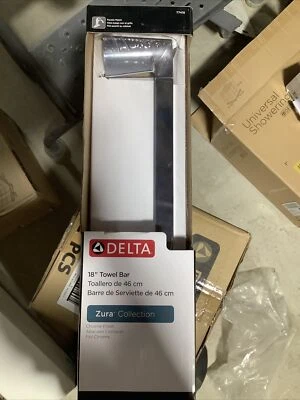 77418
DELTA
18" Towel Bar
Toallero de 46 cm
Barre de Serviette de 46 cm
Zura Collection
Chrome Finish
Universal
Showering
PCS